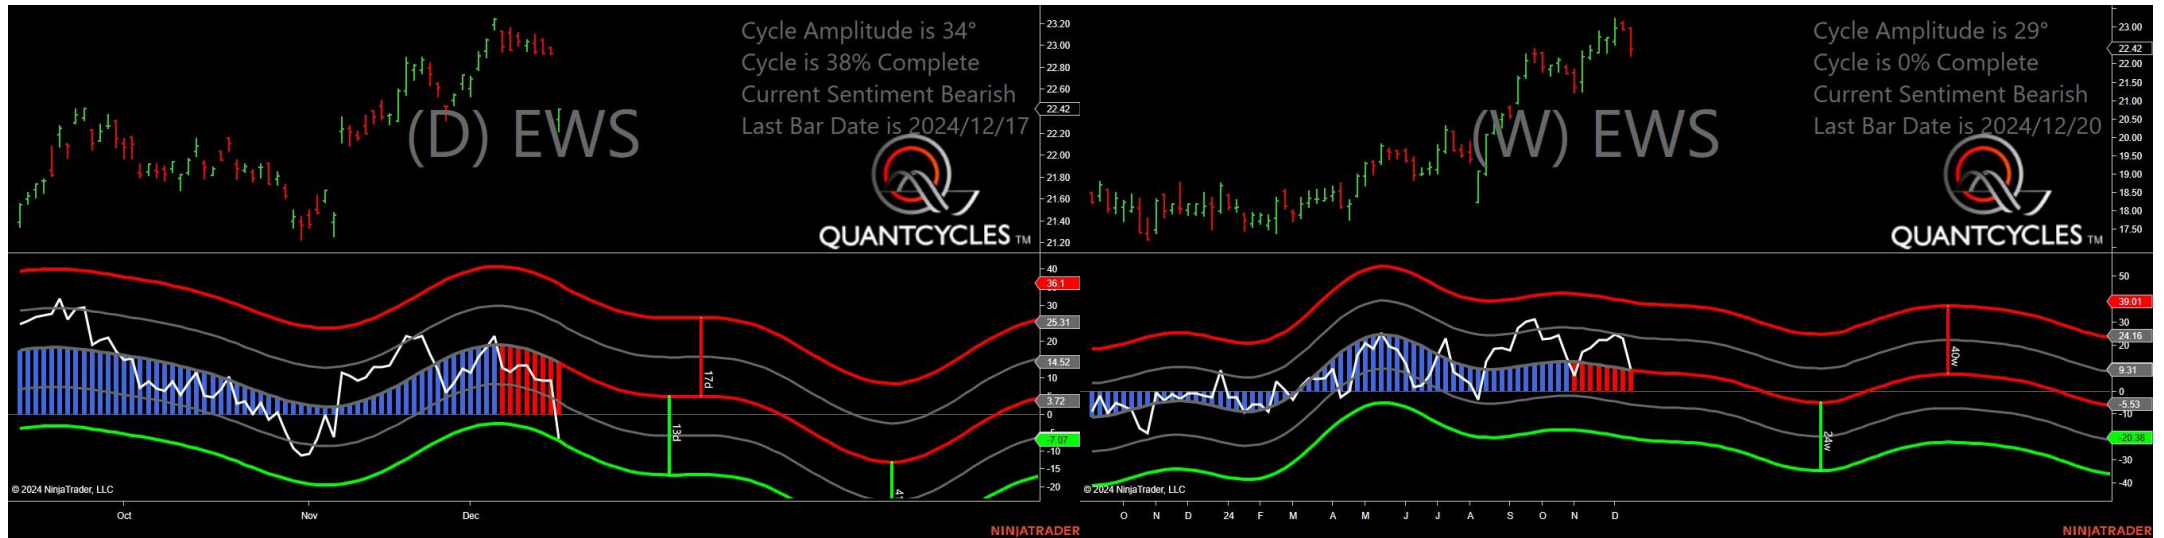 Cycle Amplitude is 34°
Cycle is 38% Complete
Current Sentiment Bearish
Last Bar Date is 2024/12/17
(D) EWS
QUANTCYCLES TM
23.20
23.00
22.80
22.60
22.42
22.20
22.00
21.80
21.60
21.40
21.20
40
36.1
30
25.31
20
14.52
10
3.72
0
-7.07
-10
-15
-20
17d
13d
© 2024 NinjaTrader, LLC
Oct Nov Dec
NINJATRADER
Cycle Amplitude is 29°
Cycle is 0% Complete
Current Sentiment Bearish
Last Bar Date is 2024/12/20
(W) EWS
QUANTCYCLES TM
23.00
22.42
22.00
21.50
21.00
20.50
20.00
19.50
19.00
18.50
18.00
17.50
50
39.01
30
24.16
20
9.31
0
-5.53
-10
-20.38
-30
-40
40w
24w
© 2024 NinjaTrader, LLC
O N D 24 F M A M J J A S O N D
NINJATRADER